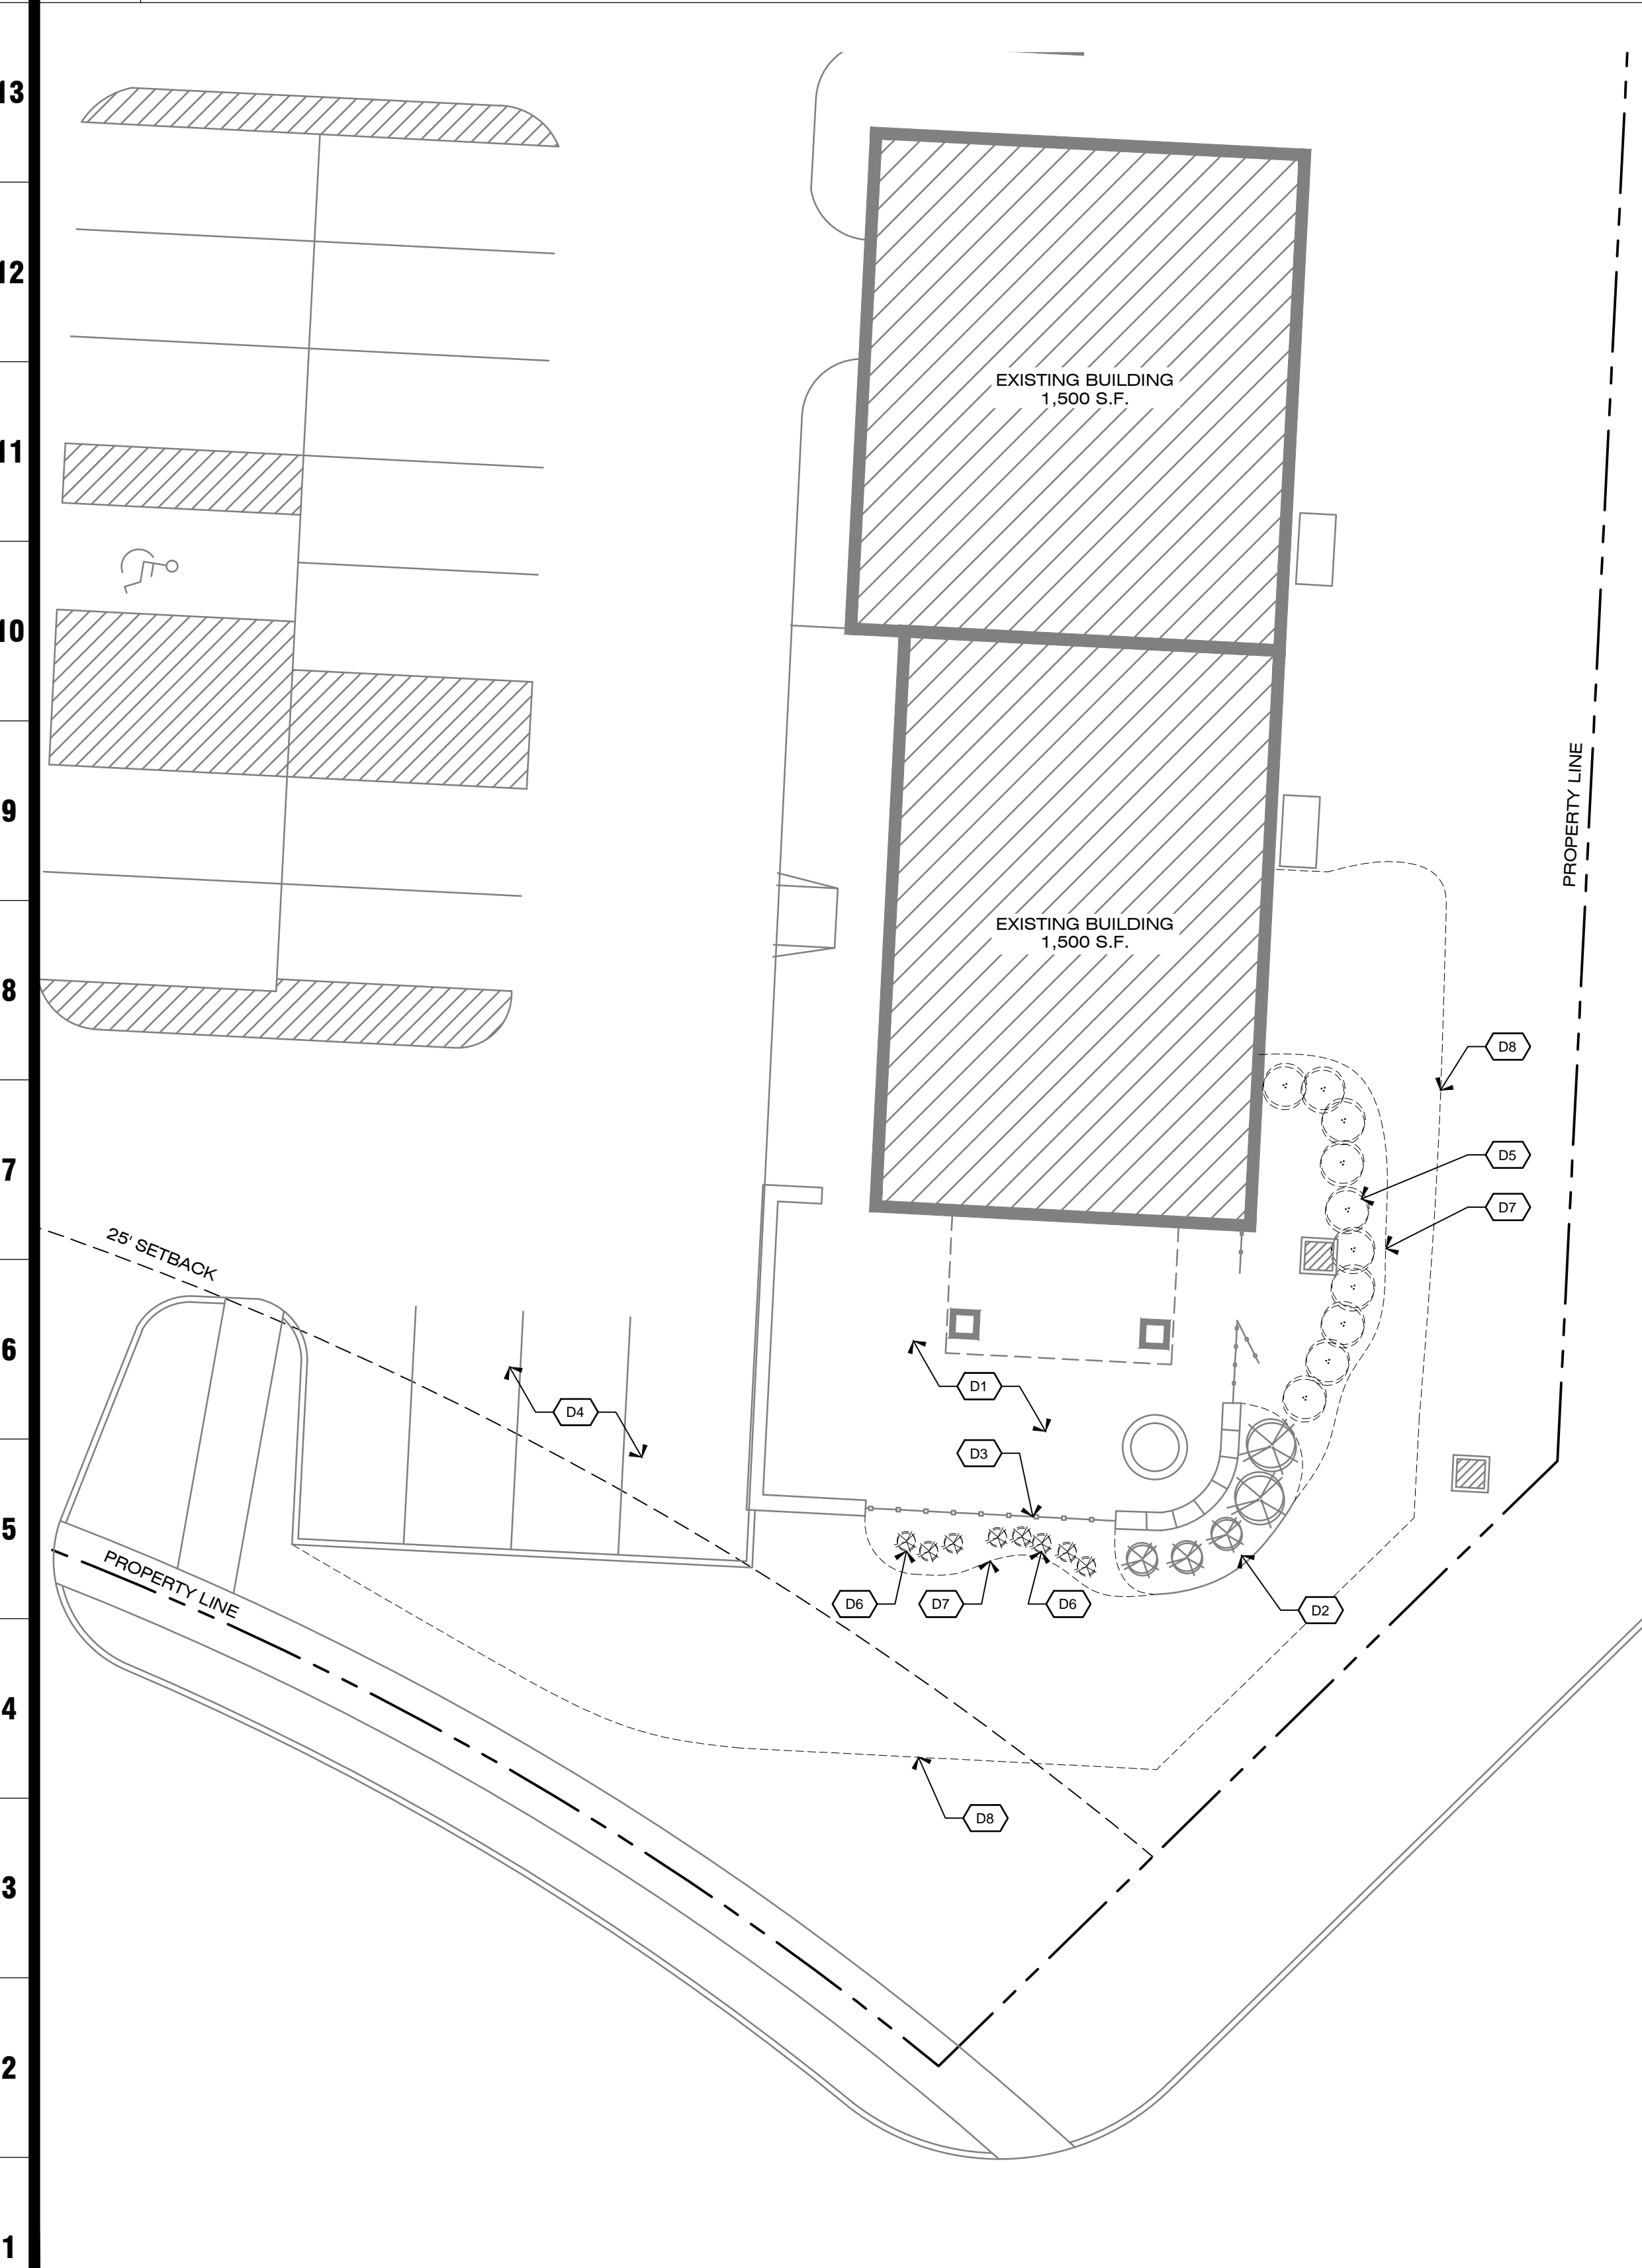 13
12
EXISTING BUILDING
1,500 S.F.
11
10
PROPERTY LINE
9
EXISTING BUILDING
1,500 S.F.
8
D8
D5
7
D7
25' SETBACK
6
D1
D4
D3
5
PROPERTY LINE
D6
D7
D6
D2
4
D8
3
2
1